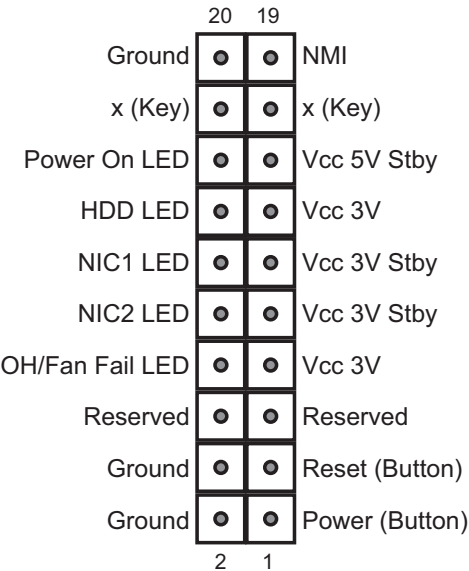 20 19
Ground NMI
x (Key) x (Key)
Power On LED Vcc 5V Stby
HDD LED Vcc 3V
NIC1 LED Vcc 3V Stby
NIC2 LED Vcc 3V Stby
OH/Fan Fail LED Vcc 3V
Reserved Reserved
Ground Reset (Button)
Ground Power (Button)
2 1